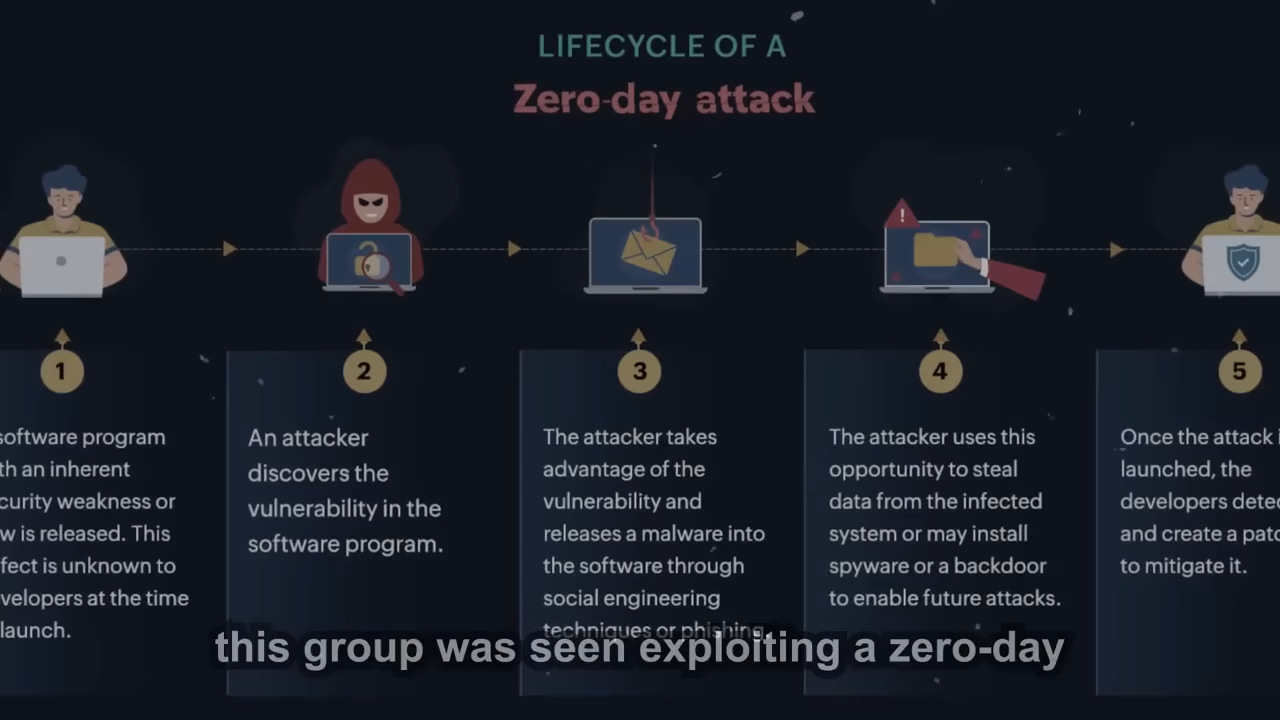 LIFECYCLE OF A
Zero-day attack
1
software program
th an inherent
curity weakness or
w is released. This
fect is unknown to
velopers at the time
launch.
2
An attacker
discovers the
vulnerability in the
software program.
3
The attacker takes
advantage of the
vulnerability and
releases a malware into
the software through
social engineering
techniques or phishing.
4
The attacker uses this
opportunity to steal
data from the infected
system or may install
spyware or a backdoor
to enable future attacks.
5
Once the attack i
launched, the
developers detec
and create a patc
to mitigate it.
this group was seen exploiting a zero-day